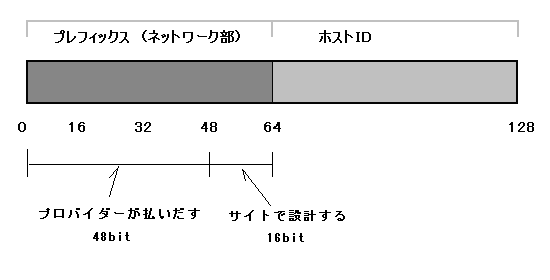 プレフィックス（ネットワーク部） ホストID
0 16 32 48 64 128
プロバイダーが払いだす サイトで設計する
48bit 16bit